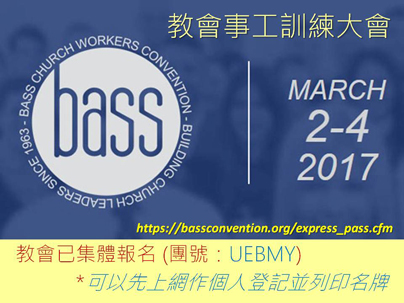 教會事工訓練大會
BASS CHURCH WORKERS CONVENTION - BUILDING CHURCH LEADERS SINCE 1963 -
bass
MARCH
2-4
2017
https://bassconvention.org/express_pass.cfm
教會已集體報名 (團號：UEBMY)
*可以先上網作個人登記並列印名牌